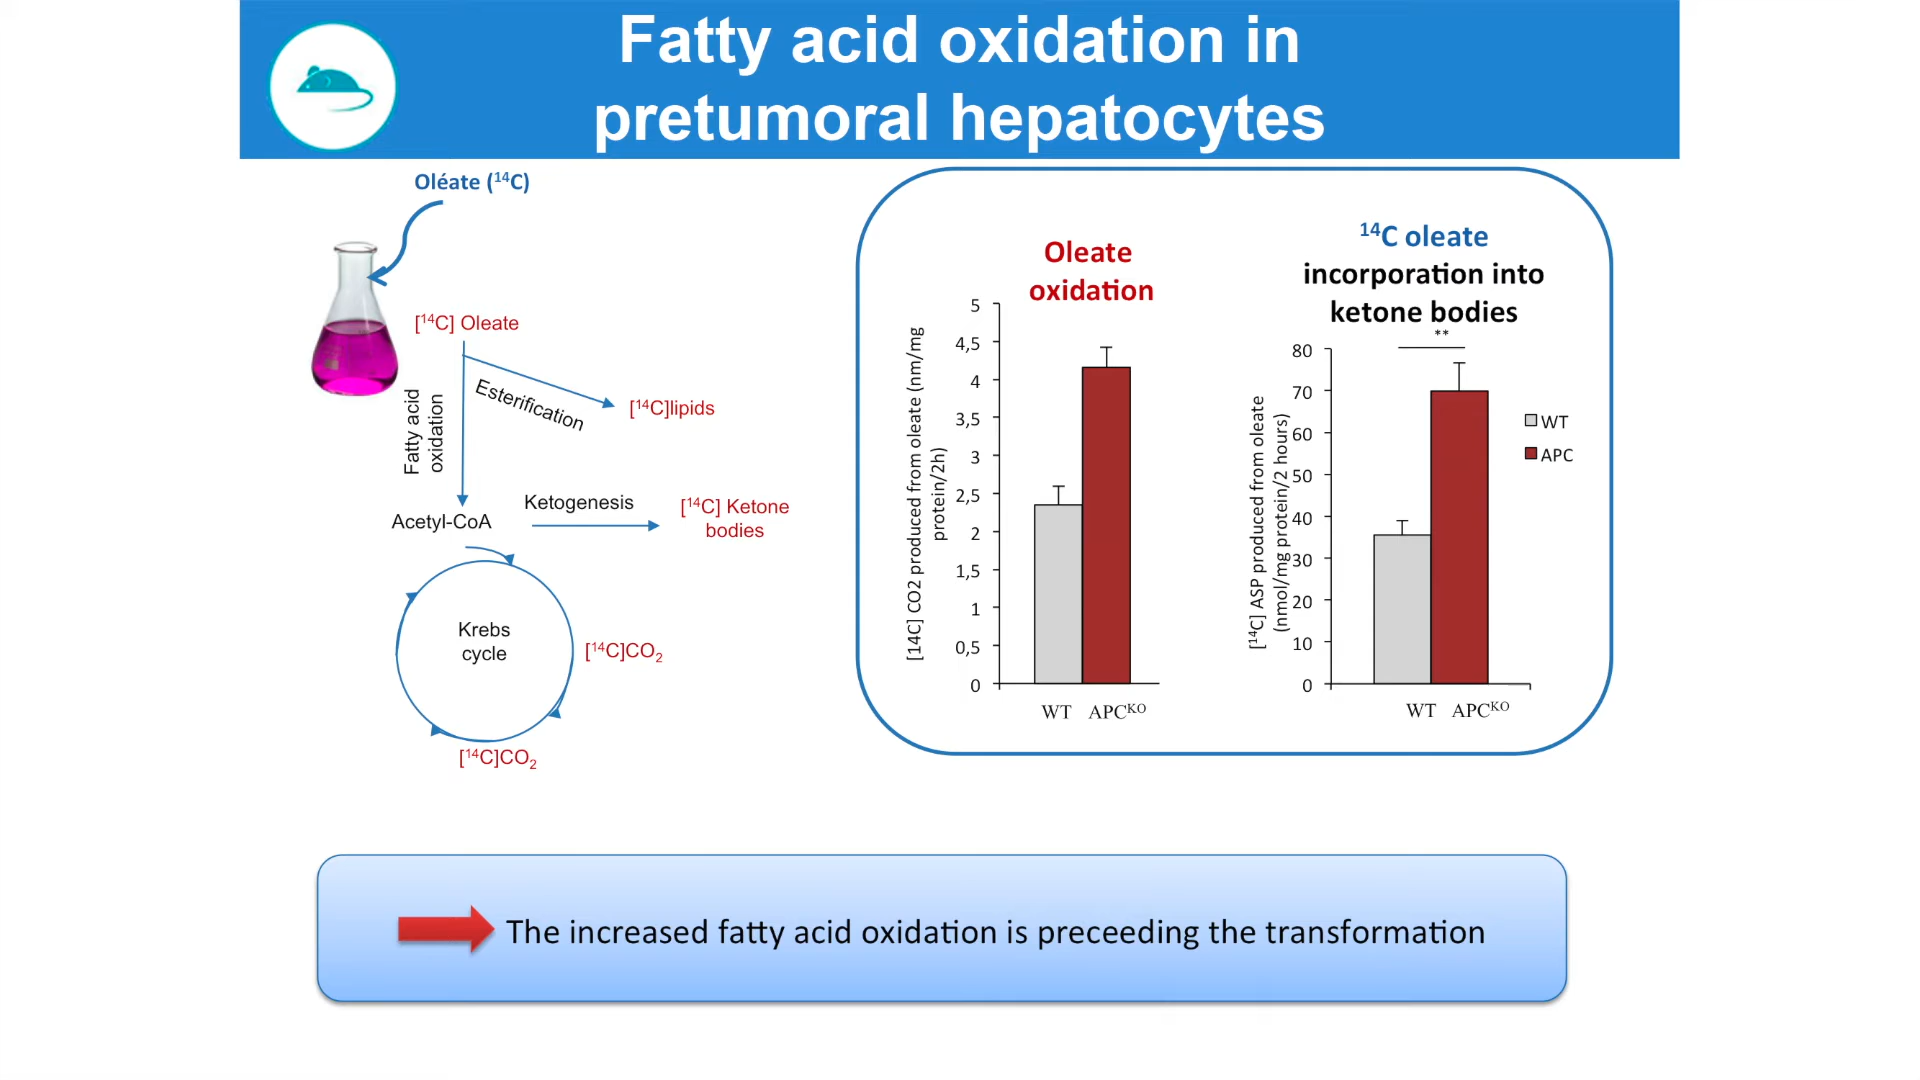 Fatty acid oxidation in
pretumoral hepatocytes
Oléate (¹⁴C)
[¹⁴C] Oleate
Esterification
[¹⁴C]lipids
Fatty acid
oxidation
Acetyl-CoA
Ketogenesis
[¹⁴C] Ketone
bodies
Krebs
cycle
[¹⁴C]CO₂
[¹⁴C]CO₂
Oleate
oxidation
[14C] CO2 produced from oleate (nm/mg
protein/2h)
5
4,5
4
3,5
3
2,5
2
1,5
1
0,5
0
WT APCᴷᴼ
¹⁴C oleate
incorporation into
ketone bodies
**
[¹⁴C] ASP produced from oleate
(nmol/mg protein/2 hours)
80
70
60
50
40
30
20
10
0
WT APCᴷᴼ
WT
APC
The increased fatty acid oxidation is preceeding the transformation